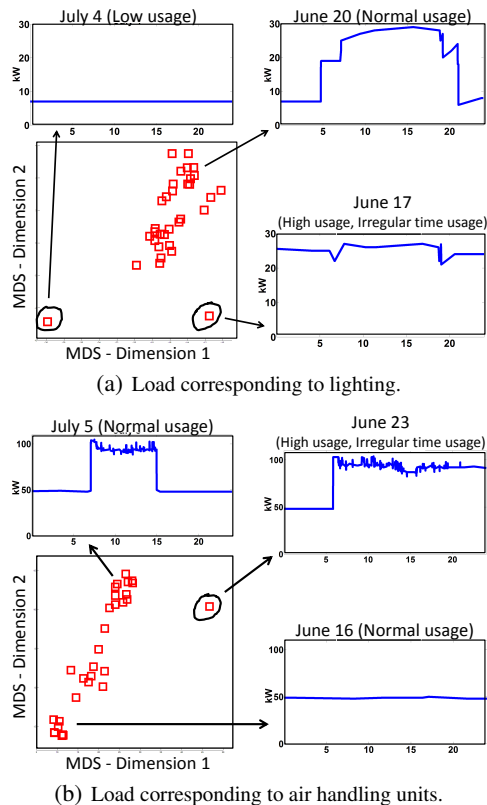 July 4 (Low usage)
June 20 (Normal usage)
30
20
kW
10
0
5
10
15
20
30
20
kW
10
0
5
10
15
20
MDS - Dimension 2
MDS - Dimension 1
June 17
(High usage, Irregular time usage)
30
20
kW
10
0
5
10
15
20
(a) Load corresponding to lighting.
July 5 (Normal usage)
June 23
(High usage, Irregular time usage)
100
kW
50
0
5
10
15
20
100
kW
50
0
5
10
15
20
MDS - Dimension 2
MDS - Dimension 1
June 16 (Normal usage)
100
kW
50
0
5
10
15
20
(b) Load corresponding to air handling units.